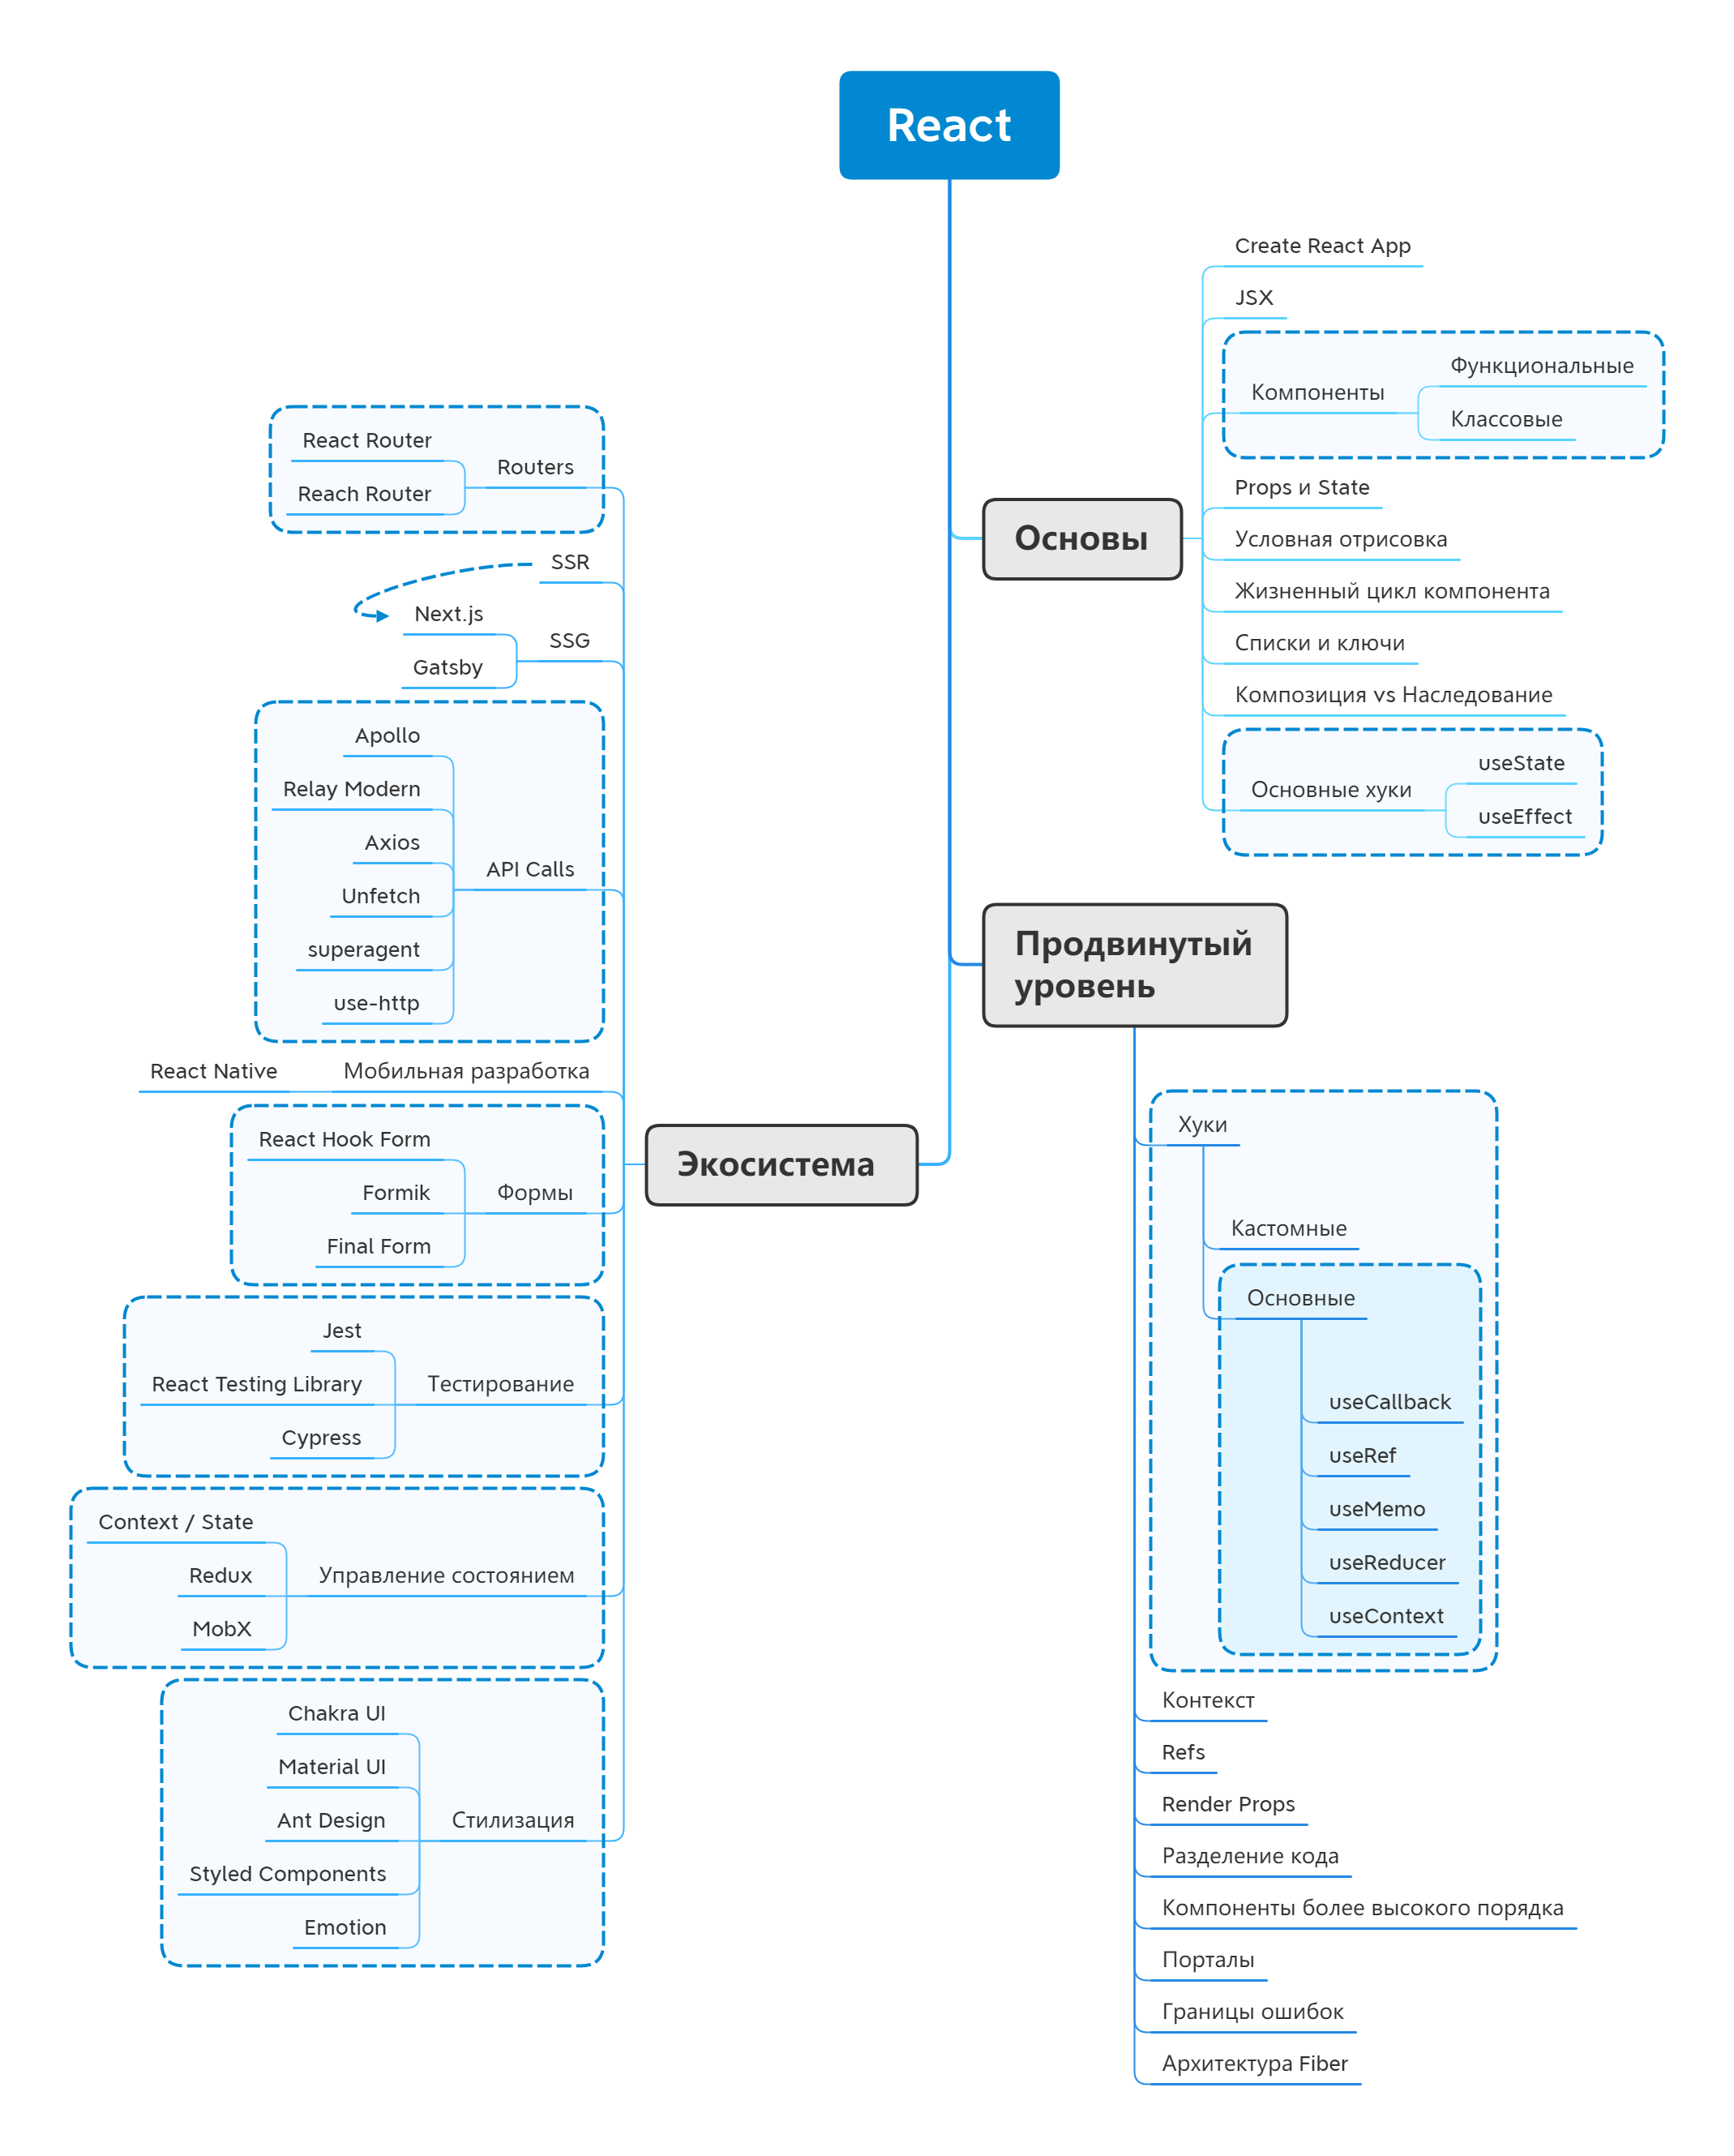 React
Create React App
JSX
Компоненты
Функциональные
Классовые
Props и State
Основы
Условная отрисовка
Жизненный цикл компонента
Списки и ключи
Композиция vs Наследование
Основные хуки
useState
useEffect
Продвинутый
уровень
Хуки
Кастомные
Основные
useCallback
useRef
useMemo
useReducer
useContext
Контекст
Refs
Render Props
Разделение кода
Компоненты более высокого порядка
Порталы
Границы ошибок
Архитектура Fiber
Экосистема
Routers
React Router
Reach Router
SSR
SSG
Next.js
Gatsby
API Calls
Apollo
Relay Modern
Axios
Unfetch
superagent
use-http
Мобильная разработка
React Native
Формы
React Hook Form
Formik
Final Form
Тестирование
Jest
React Testing Library
Cypress
Управление состоянием
Context / State
Redux
MobX
Стилизация
Chakra UI
Material UI
Ant Design
Styled Components
Emotion